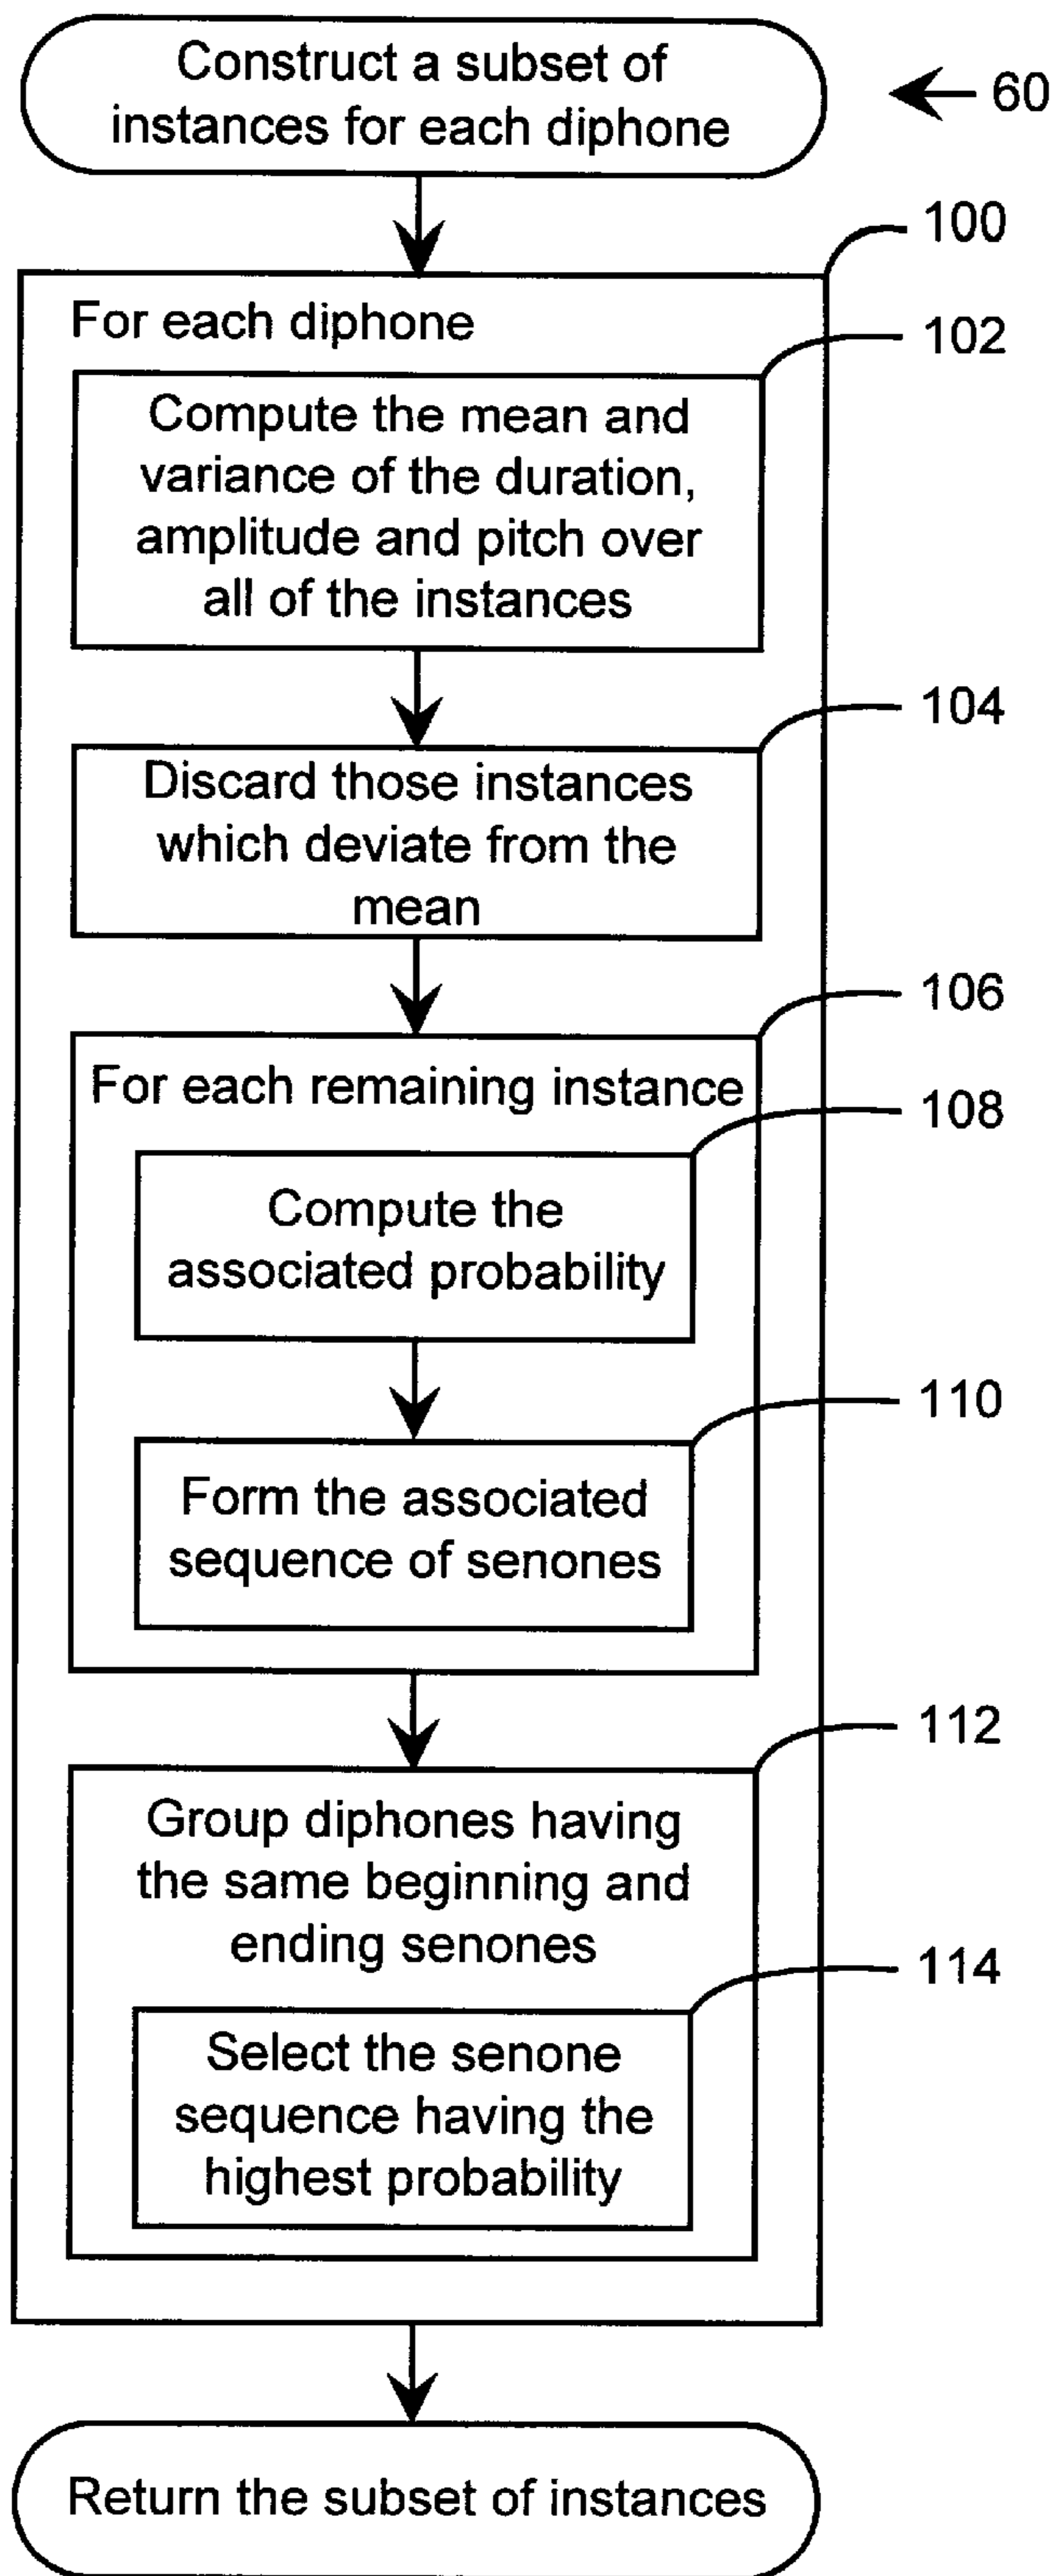 Construct a subset of
instances for each diphone
60
100
For each diphone
102
Compute the mean and
variance of the duration,
amplitude and pitch over
all of the instances
104
Discard those instances
which deviate from the
mean
106
For each remaining instance
108
Compute the
associated probability
110
Form the associated
sequence of senones
112
Group diphones having
the same beginning and
ending senones
114
Select the senone
sequence having the
highest probability
Return the subset of instances